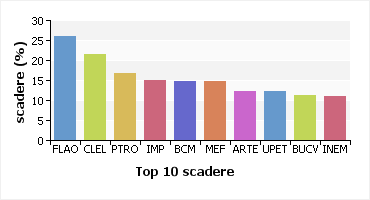 scadere (%)
30
25
20
15
10
5
0
FLAO CLEL PTRO IMP BCM MEF ARTE UPET BUCV INEM
Top 10 scadere